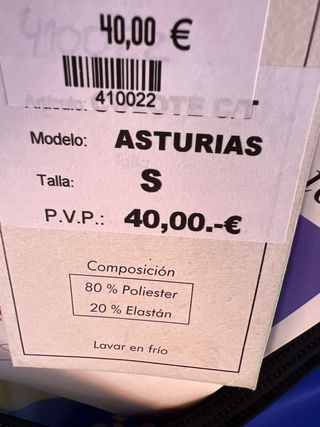 40,00 €
410022
Modelo: ASTURIAS
Talla: S
P.V.P.: 40,00.-€
Composición
80 % Poliester
20 % Elastán
Lavar en frío